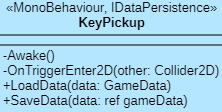 «MonoBehaviour, IDataPersistence»
KeyPickup
-Awake()
-OnTriggerEnter2D(other: Collider2D)
+LoadData(data: GameData)
+SaveData(data: ref gameData)